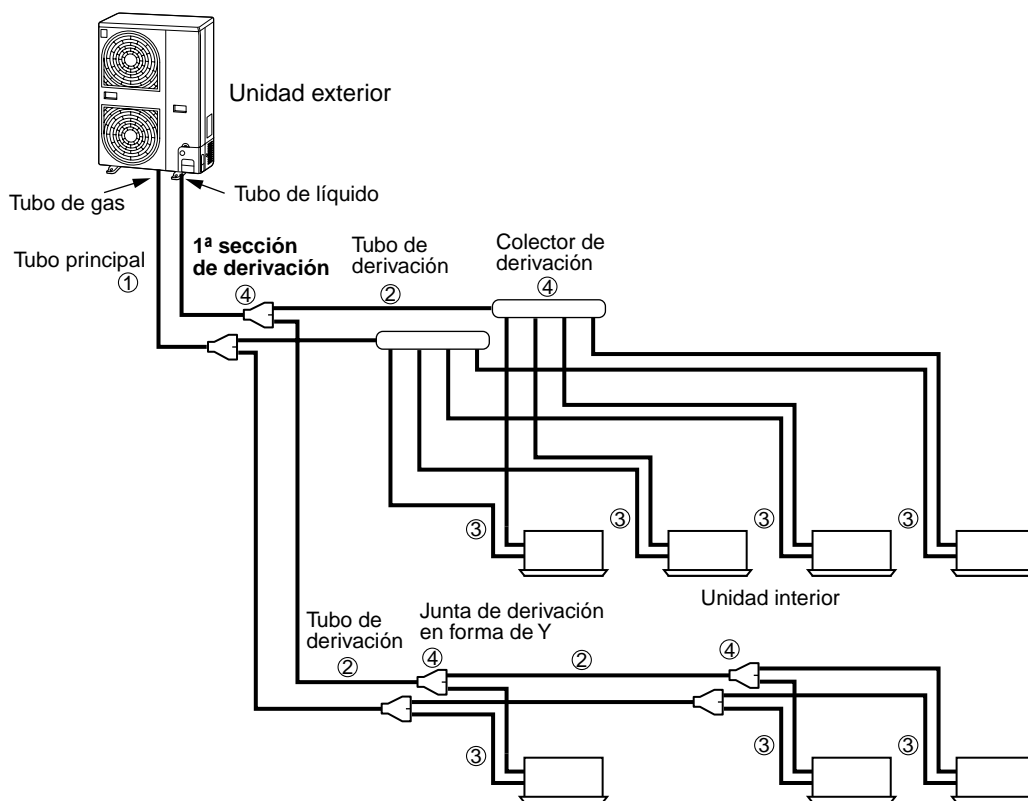 Unidad exterior
Tubo de gas
Tubo de líquido
Tubo principal
①
1ª sección
de derivación
④
Tubo de
derivación
②
Colector de
derivación
④
③
③
③
③
Unidad interior
Tubo de
derivación
②
Junta de derivación
en forma de Y
④
②
④
③
③
③